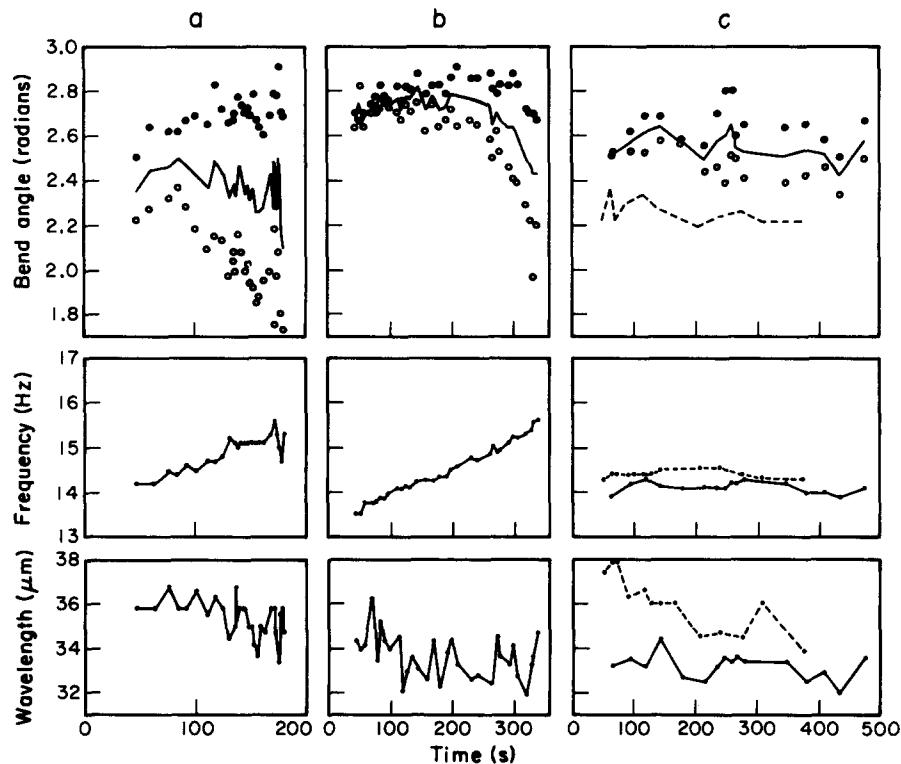 a b c
Bend angle (radians)
3.0
2.8
2.6
2.4
2.2
2.0
1.8
Frequency (Hz)
17
16
15
14
13
Wavelength (μm)
38
36
34
32
0 100 200 0 100 200 300 0 100 200 300 400 500
Time (s)